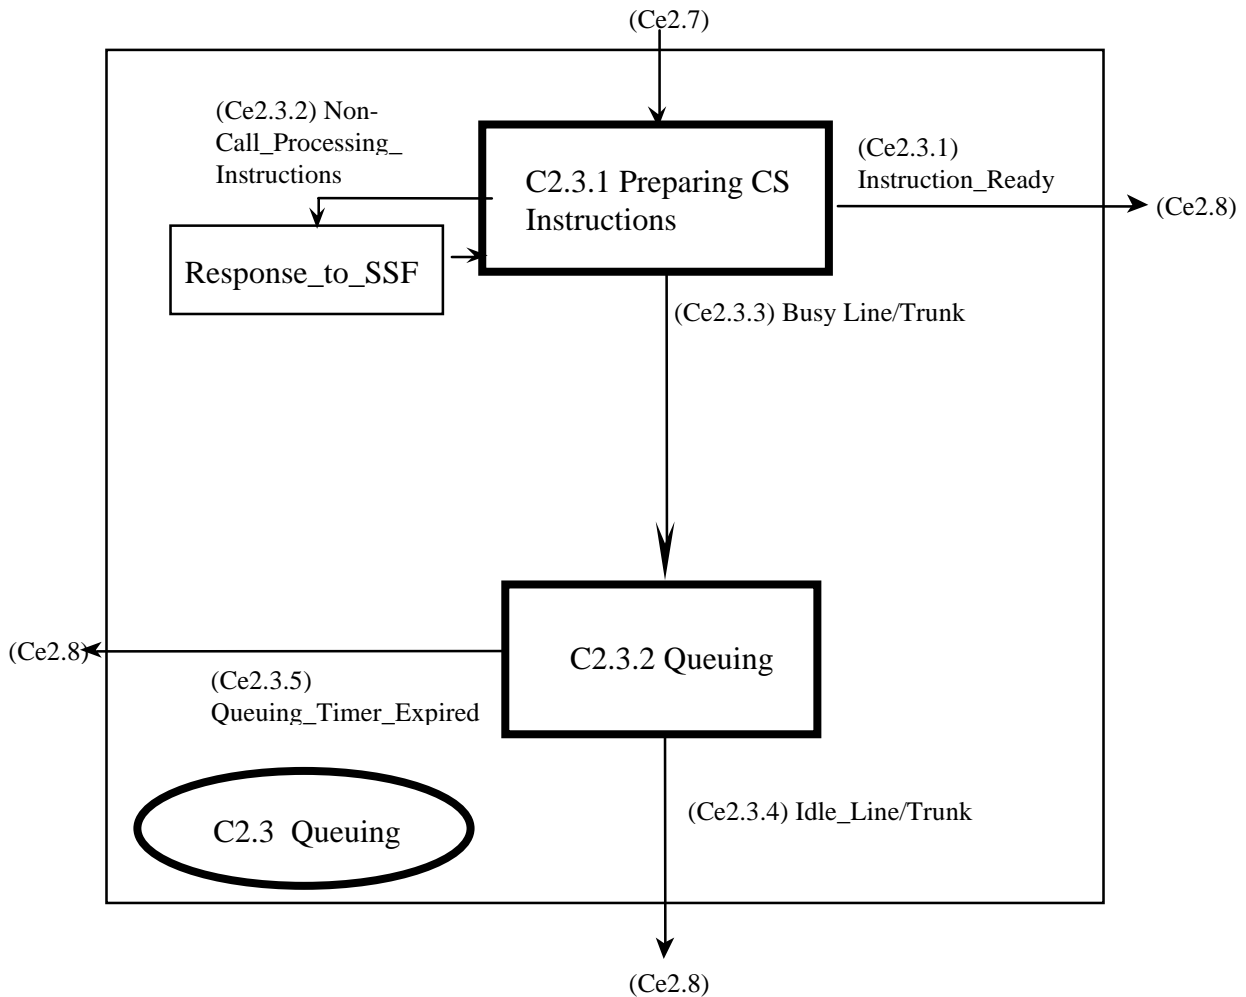 (Ce2.7)
(Ce2.3.2) Non-
Call_Processing_
Instructions
C2.3.1 Preparing CS
Instructions
(Ce2.3.1)
Instruction_Ready
(Ce2.8)
Response_to_SSF
(Ce2.3.3) Busy Line/Trunk
(Ce2.8)
C2.3.2 Queuing
(Ce2.3.5)
Queuing_Timer_Expired
C2.3  Queuing
(Ce2.3.4) Idle_Line/Trunk
(Ce2.8)